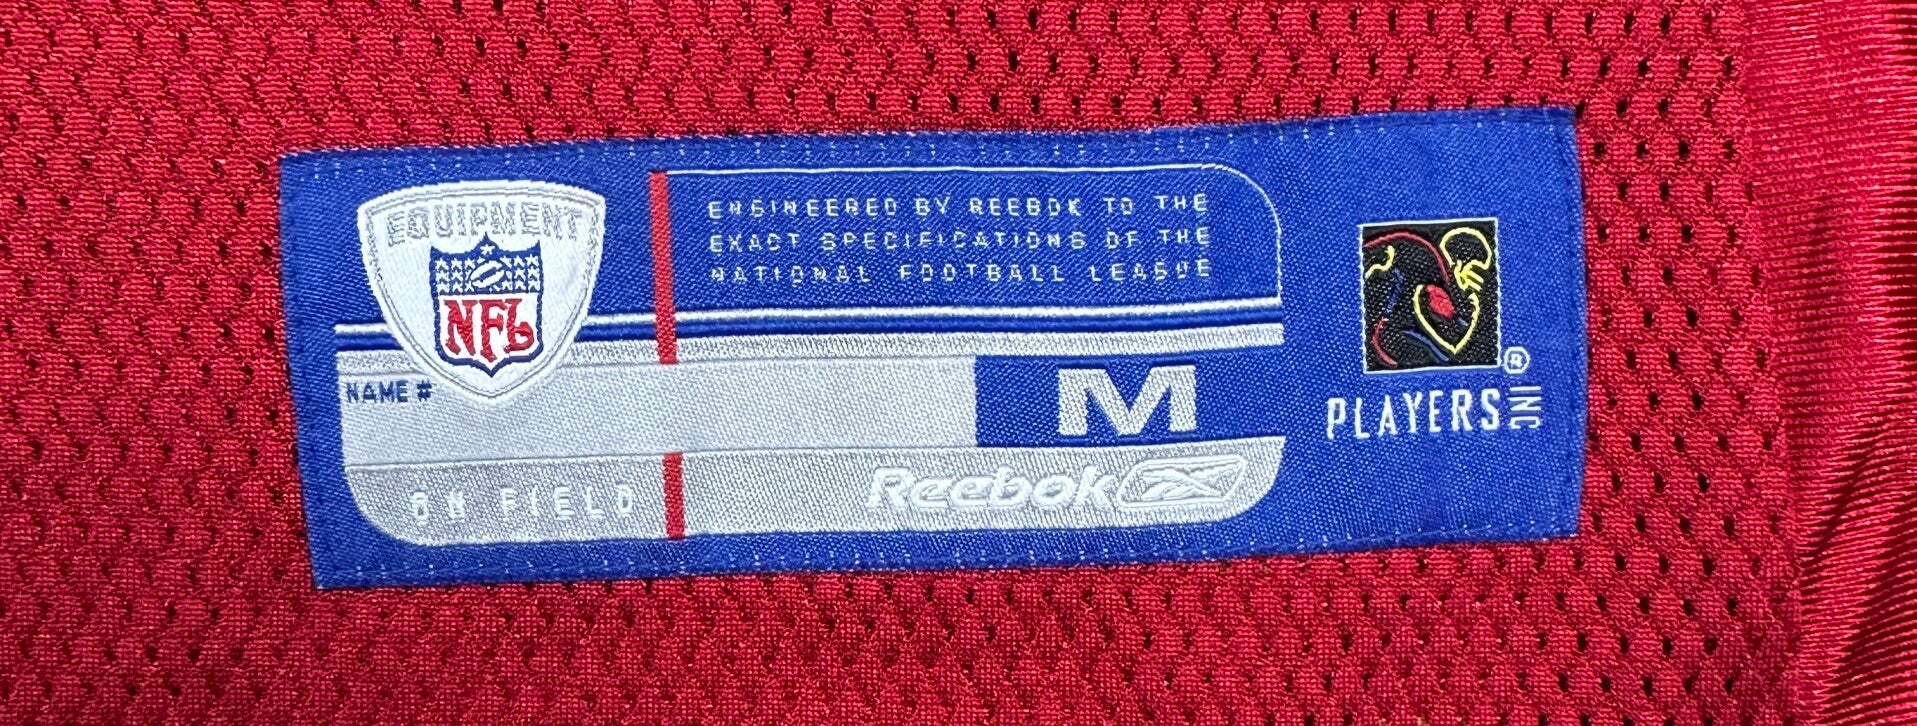 EQUIPMENT
NFL
ENGINEERED BY REEBOK TO THE
EXACT SPECIFICATIONS OF THE
NATIONAL FOOTBALL LEAGUE
NAME #
M
ON FIELD
Reebok
PLAYERS INC ®